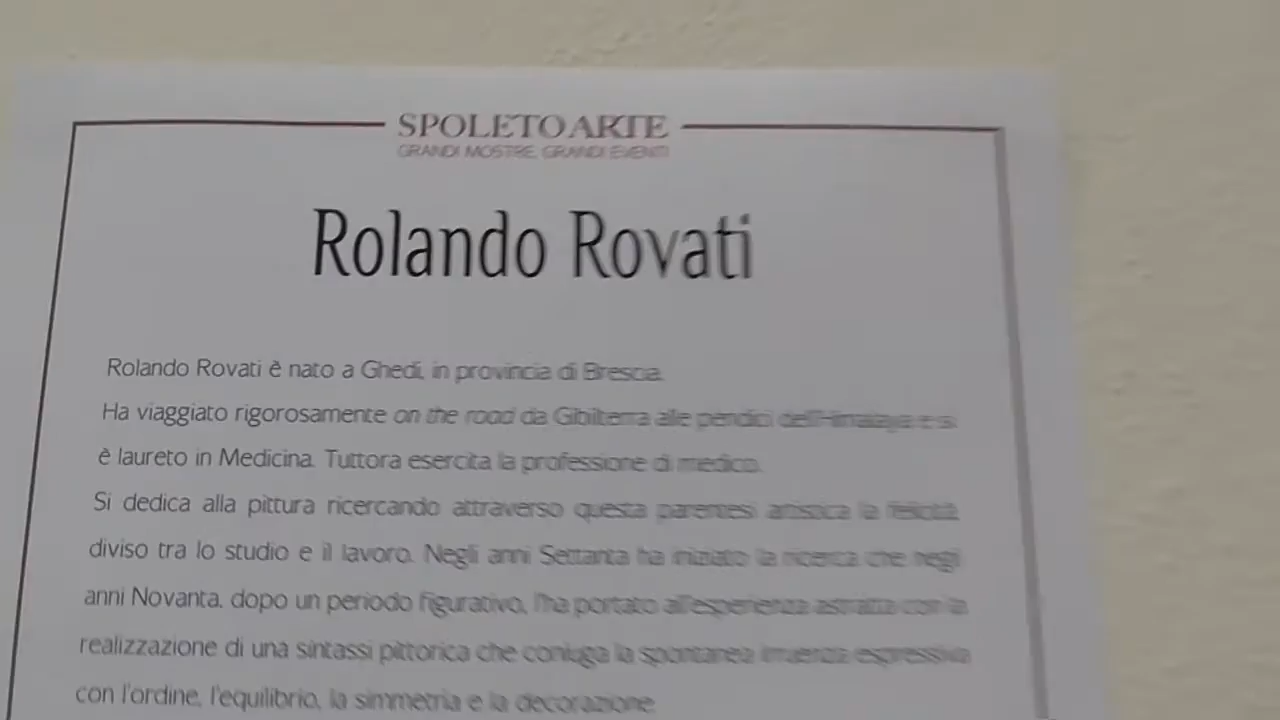 SPOLETO ARTE
GRANDI MOSTRE, GRANDI EVENTI
Rolando Rovati
Rolando Rovati è nato a Ghedi, in provincia di Brescia.
Ha viaggiato rigorosamente on the road da Gibilterra alle pendici dell'Himalaya e si
è laureto in Medicina. Tuttora esercita la professione di medico.
Si dedica alla pittura ricercando attraverso questa parentesi artistica la felicità
diviso tra lo studio e il lavoro. Negli anni Settanta ha iniziato la ricerca che negli
anni Novanta, dopo un periodo figurativo, l'ha portato all'esperienza astratta con la
realizzazione di una sintassi pittorica che coniuga la spontanea irruenza espressiva
con l'ordine, l'equilibrio, la simmetria e la decorazione.